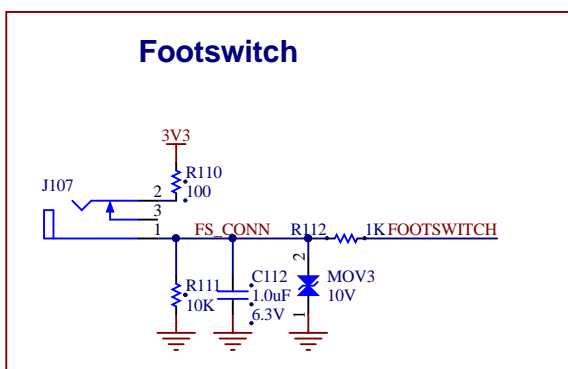 Footswitch
3V3
R110
100
J107
2
3
1
FS_CONN
R112
1K
FOOTSWITCH
R111
10K
C112
1.0uF
6.3V
2
MOV3
10V
1